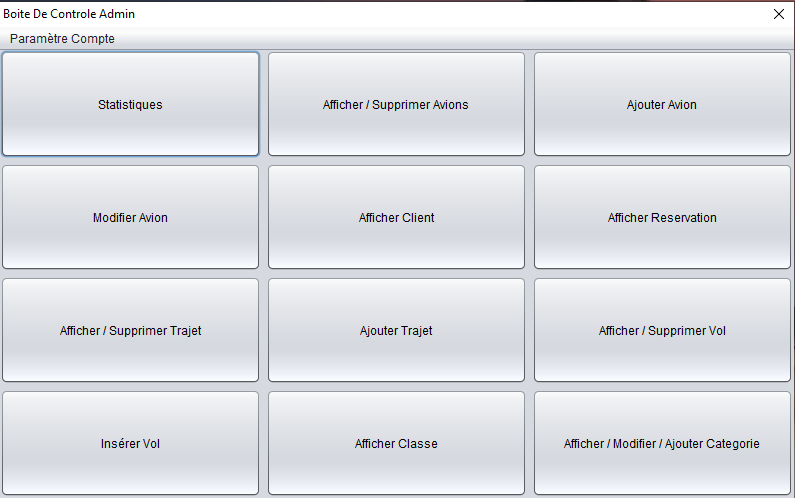 Boite De Controle Admin
Paramètre Compte
Statistiques
Afficher / Supprimer Avions
Ajouter Avion
Modifier Avion
Afficher Client
Afficher Reservation
Afficher / Supprimer Trajet
Ajouter Trajet
Afficher / Supprimer Vol
Insérer Vol
Afficher Classe
Afficher / Modifier / Ajouter Categorie